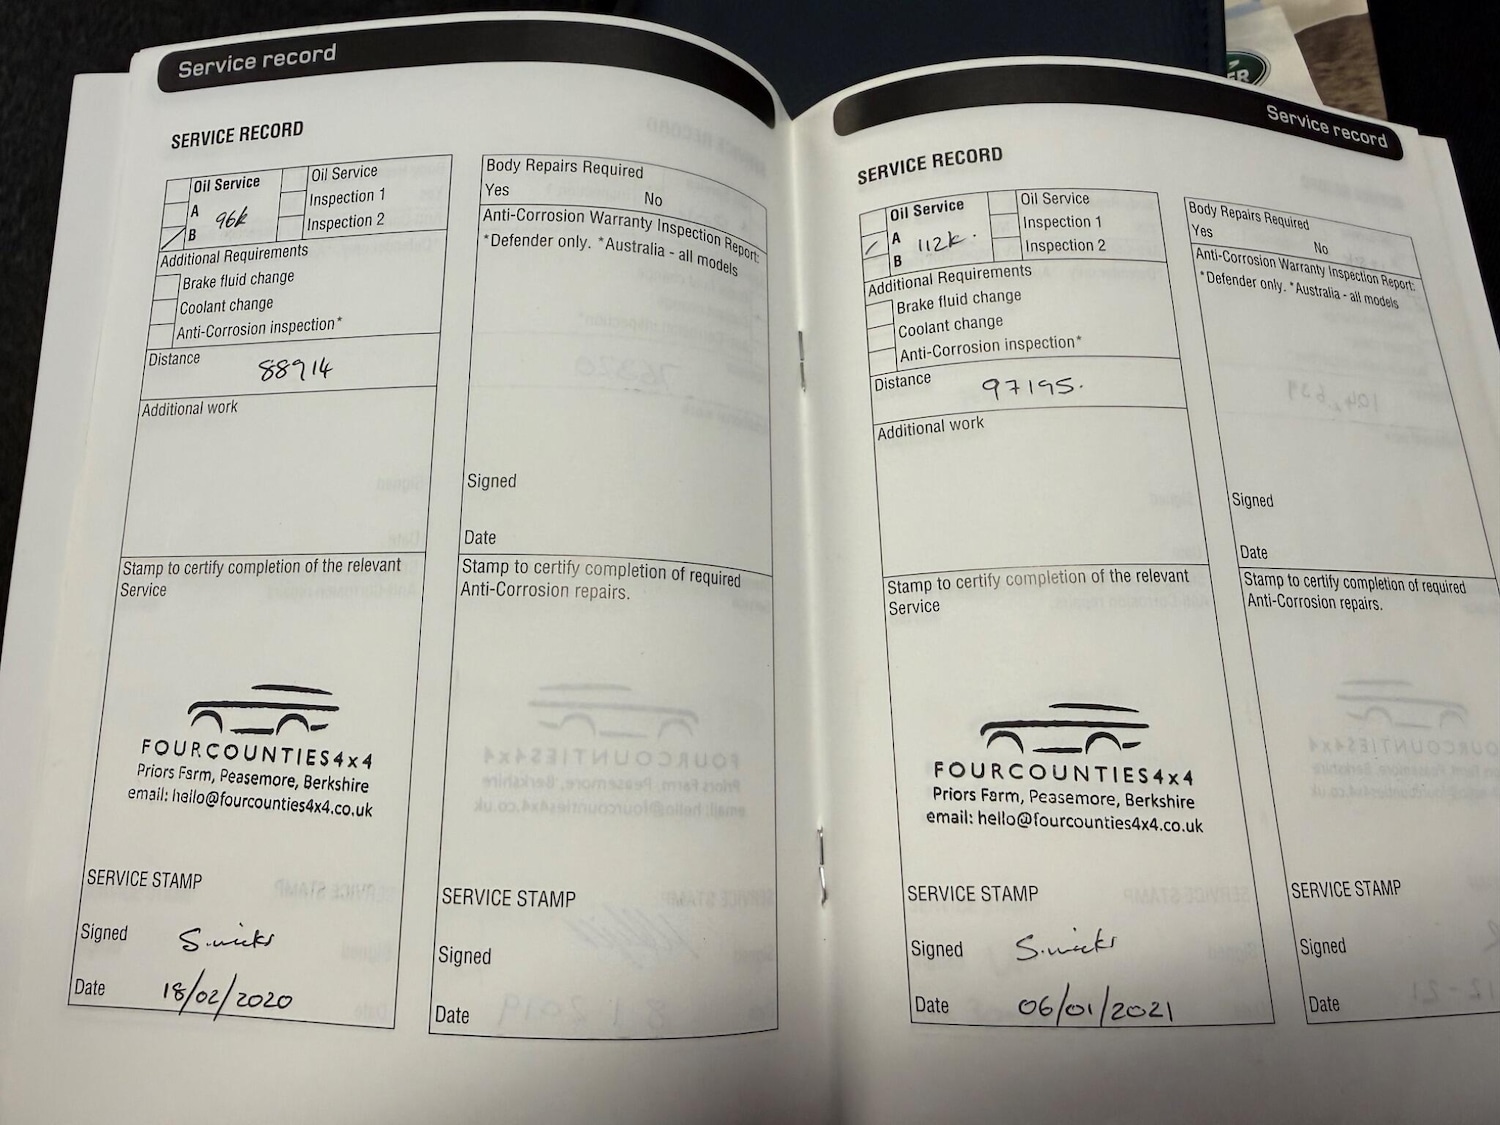 Service record
SERVICE RECORD
Oil Service
A
96k
B
Oil Service
Inspection 1
Inspection 2
Additional Requirements
Brake fluid change
Coolant change
Anti-Corrosion inspection*
Distance
88914
Additional work
Stamp to certify completion of the relevant
Service
FOURCOUNTIES4x4
Priors Farm, Peasemore, Berkshire
email: hello@fourcounties4x4.co.uk
SERVICE STAMP
Signed S.wicks
Date 18/02/2020
Body Repairs Required
Yes No
Anti-Corrosion Warranty Inspection Report:
*Defender only. *Australia - all models
Signed
Date
Stamp to certify completion of required
Anti-Corrosion repairs.
SERVICE STAMP
Signed
Date
Service record
SERVICE RECORD
Oil Service
A
112k.
B
Oil Service
Inspection 1
Inspection 2
Additional Requirements
Brake fluid change
Coolant change
Anti-Corrosion inspection*
Distance
97195.
Additional work
Stamp to certify completion of the relevant
Service
FOURCOUNTIES4x4
Priors Farm, Peasemore, Berkshire
email: hello@fourcounties4x4.co.uk
SERVICE STAMP
Signed S.wicks
Date 06/01/2021
Body Repairs Required
Yes No
Anti-Corrosion Warranty Inspection Report:
*Defender only. *Australia - all models
Signed
Date
Stamp to certify completion of required
Anti-Corrosion repairs.
SERVICE STAMP
Signed
Date